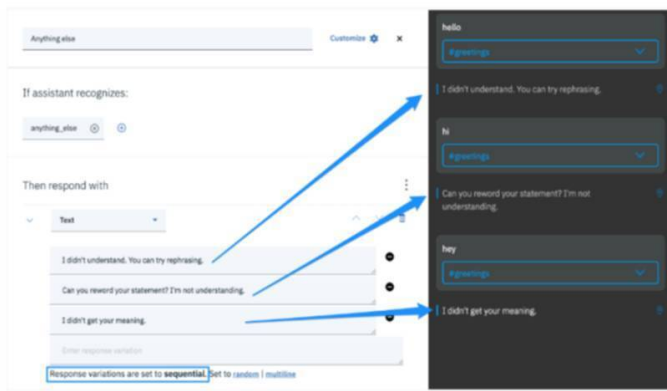 Anything else
Customize
If assistant recognizes:
anything_else
Then respond with
Text
I didn't understand. You can try rephrasing.
Can you reword your statement? I'm not understanding.
I didn't get your meaning.
Enter response variation
Response variations are set to sequential. Set to random | multiline
hello
#greetings
I didn't understand. You can try rephrasing.
hi
#greetings
Can you reword your statement? I'm not
understanding.
hey
#greetings
I didn't get your meaning.